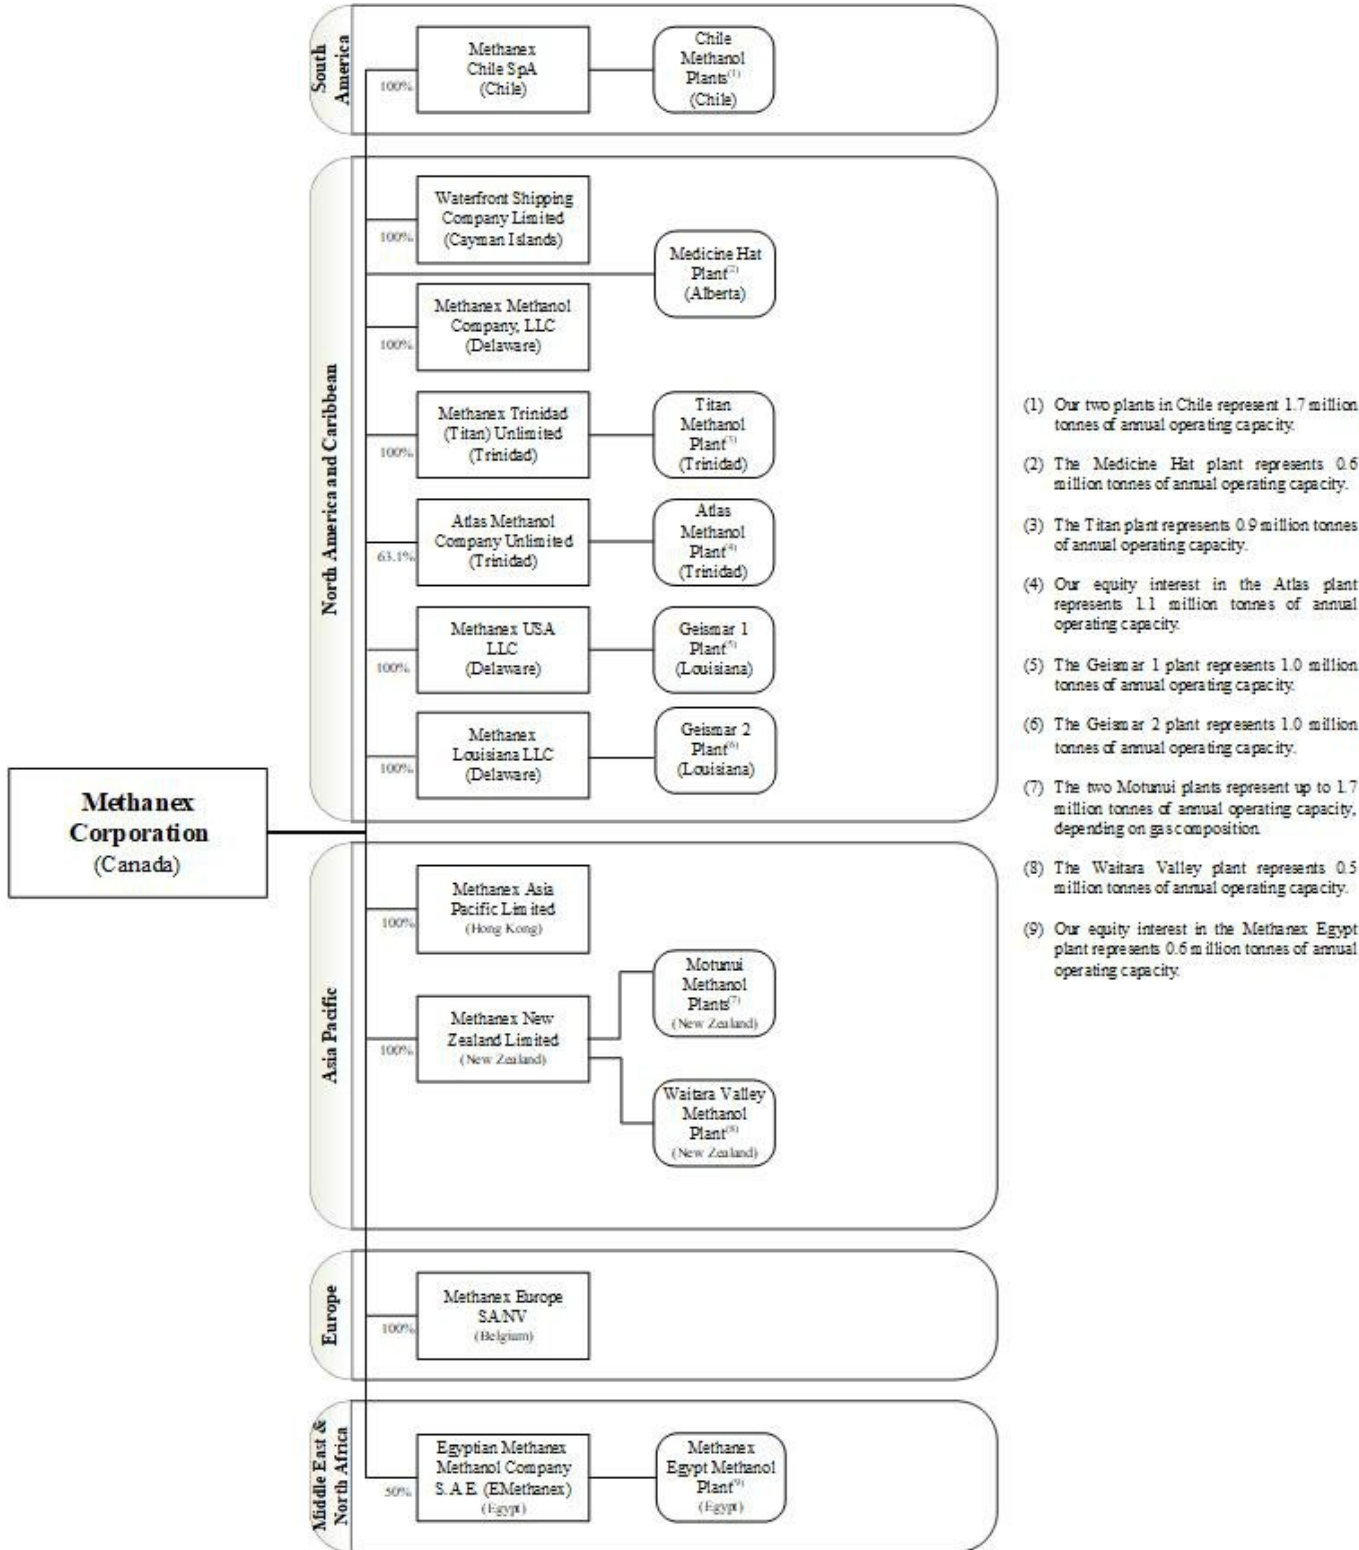 South
America
100%
Methanex
Chile SpA
(Chile)
Chile
Methanol
Plants(1)
(Chile)
North America and Caribbean
100%
Waterfront Shipping
Company Limited
(Cayman Islands)
Medicine Hat
Plant(2)
(Alberta)
100%
Methanex Methanol
Company, LLC
(Delaware)
100%
Methanex Trinidad
(Titan) Unlimited
(Trinidad)
Titan
Methanol
Plant(3)
(Trinidad)
63.1%
Atlas Methanol
Company Unlimited
(Trinidad)
Atlas
Methanol
Plant(4)
(Trinidad)
100%
Methanex USA
LLC
(Delaware)
Geismar 1
Plant(5)
(Louisiana)
100%
Methanex
Louisiana LLC
(Delaware)
Geismar 2
Plant(6)
(Louisiana)
Methanex
Corporation
(Canada)
Asia Pacific
100%
Methanex Asia
Pacific Limited
(Hong Kong)
100%
Methanex New
Zealand Limited
(New Zealand)
Motunui
Methanol
Plants(7)
(New Zealand)
Waitara Valley
Methanol
Plant(8)
(New Zealand)
Europe
100%
Methanex Europe
SA/NV
(Belgium)
Middle East &
North Africa
50%
Egyptian Methanex
Methanol Company
S.A.E. (EMethanex)
(Egypt)
Methanex
Egypt Methanol
Plant(9)
(Egypt)
(1) Our two plants in Chile represent 1.7 million
tonnes of annual operating capacity.
(2) The Medicine Hat plant represents 0.6
million tonnes of annual operating capacity.
(3) The Titan plant represents 0.9 million tonnes
of annual operating capacity.
(4) Our equity interest in the Atlas plant
represents 1.1 million tonnes of annual
operating capacity.
(5) The Geismar 1 plant represents 1.0 million
tonnes of annual operating capacity.
(6) The Geismar 2 plant represents 1.0 million
tonnes of annual operating capacity.
(7) The two Motunui plants represent up to 1.7
million tonnes of annual operating capacity,
depending on gas composition.
(8) The Waitara Valley plant represents 0.5
million tonnes of annual operating capacity.
(9) Our equity interest in the Methanex Egypt
plant represents 0.6 million tonnes of annual
operating capacity.